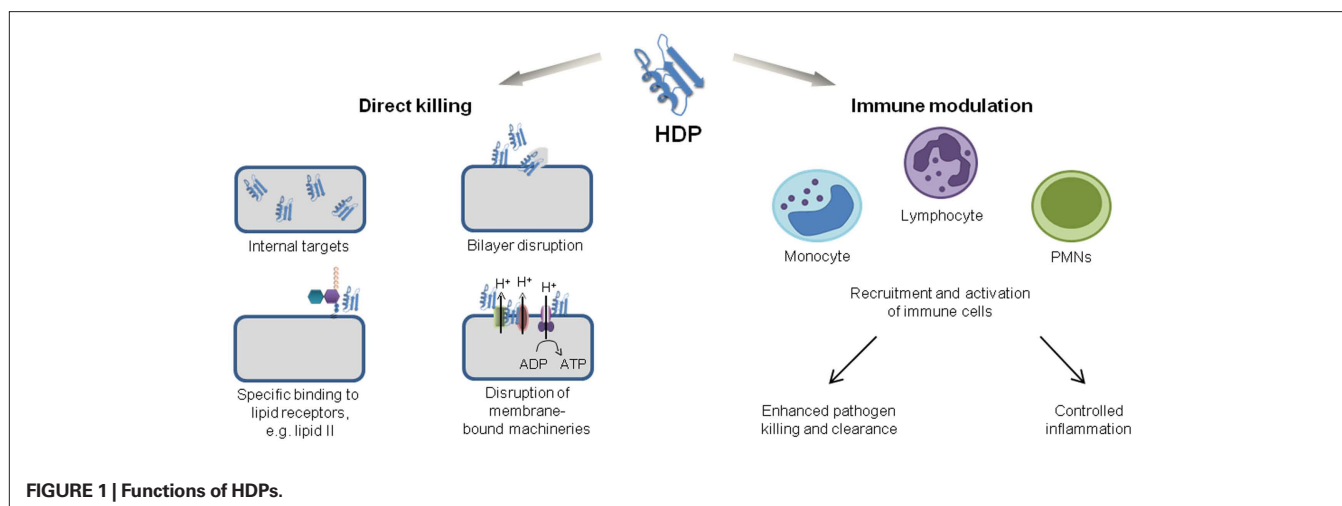 HDP
Direct killing
Internal targets
Bilayer disruption
Specific binding to
lipid receptors,
e.g. lipid II
H+ H+ H+
ADP ATP
Disruption of
membrane-
bound machineries
Immune modulation
Monocyte
Lymphocyte
PMNs
Recruitment and activation
of immune cells
Enhanced pathogen
killing and clearance
Controlled
inflammation
FIGURE 1 | Functions of HDPs.